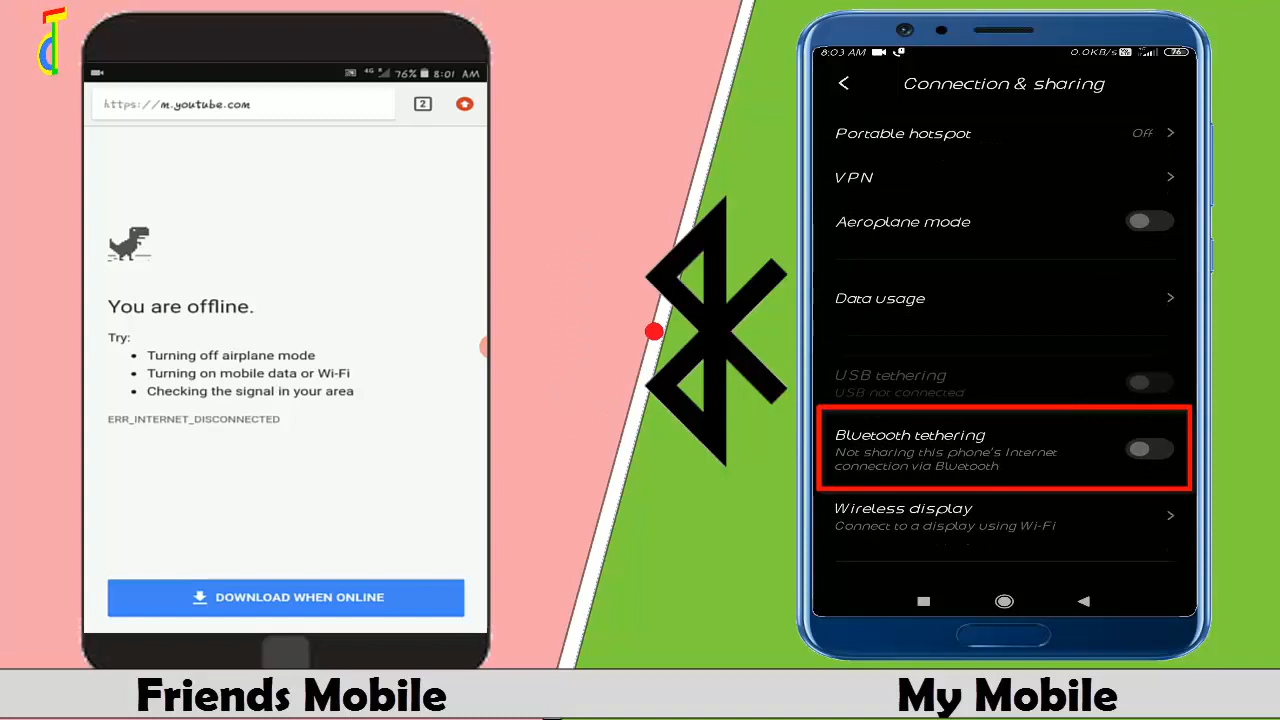 4G 76% 8:01 AM
https://m.youtube.com
2
You are offline.
Try:
Turning off airplane mode
Turning on mobile data or Wi-Fi
Checking the signal in your area
ERR_INTERNET_DISCONNECTED
DOWNLOAD WHEN ONLINE
Friends Mobile
8:03 AM 0.0KB/s 76
Connection & sharing
Portable hotspot Off
VPN
Aeroplane mode
Data usage
USB tethering
USB not connected
Bluetooth tethering
Not sharing this phone's Internet
connection via Bluetooth
Wireless display
Connect to a display using Wi-Fi
My Mobile